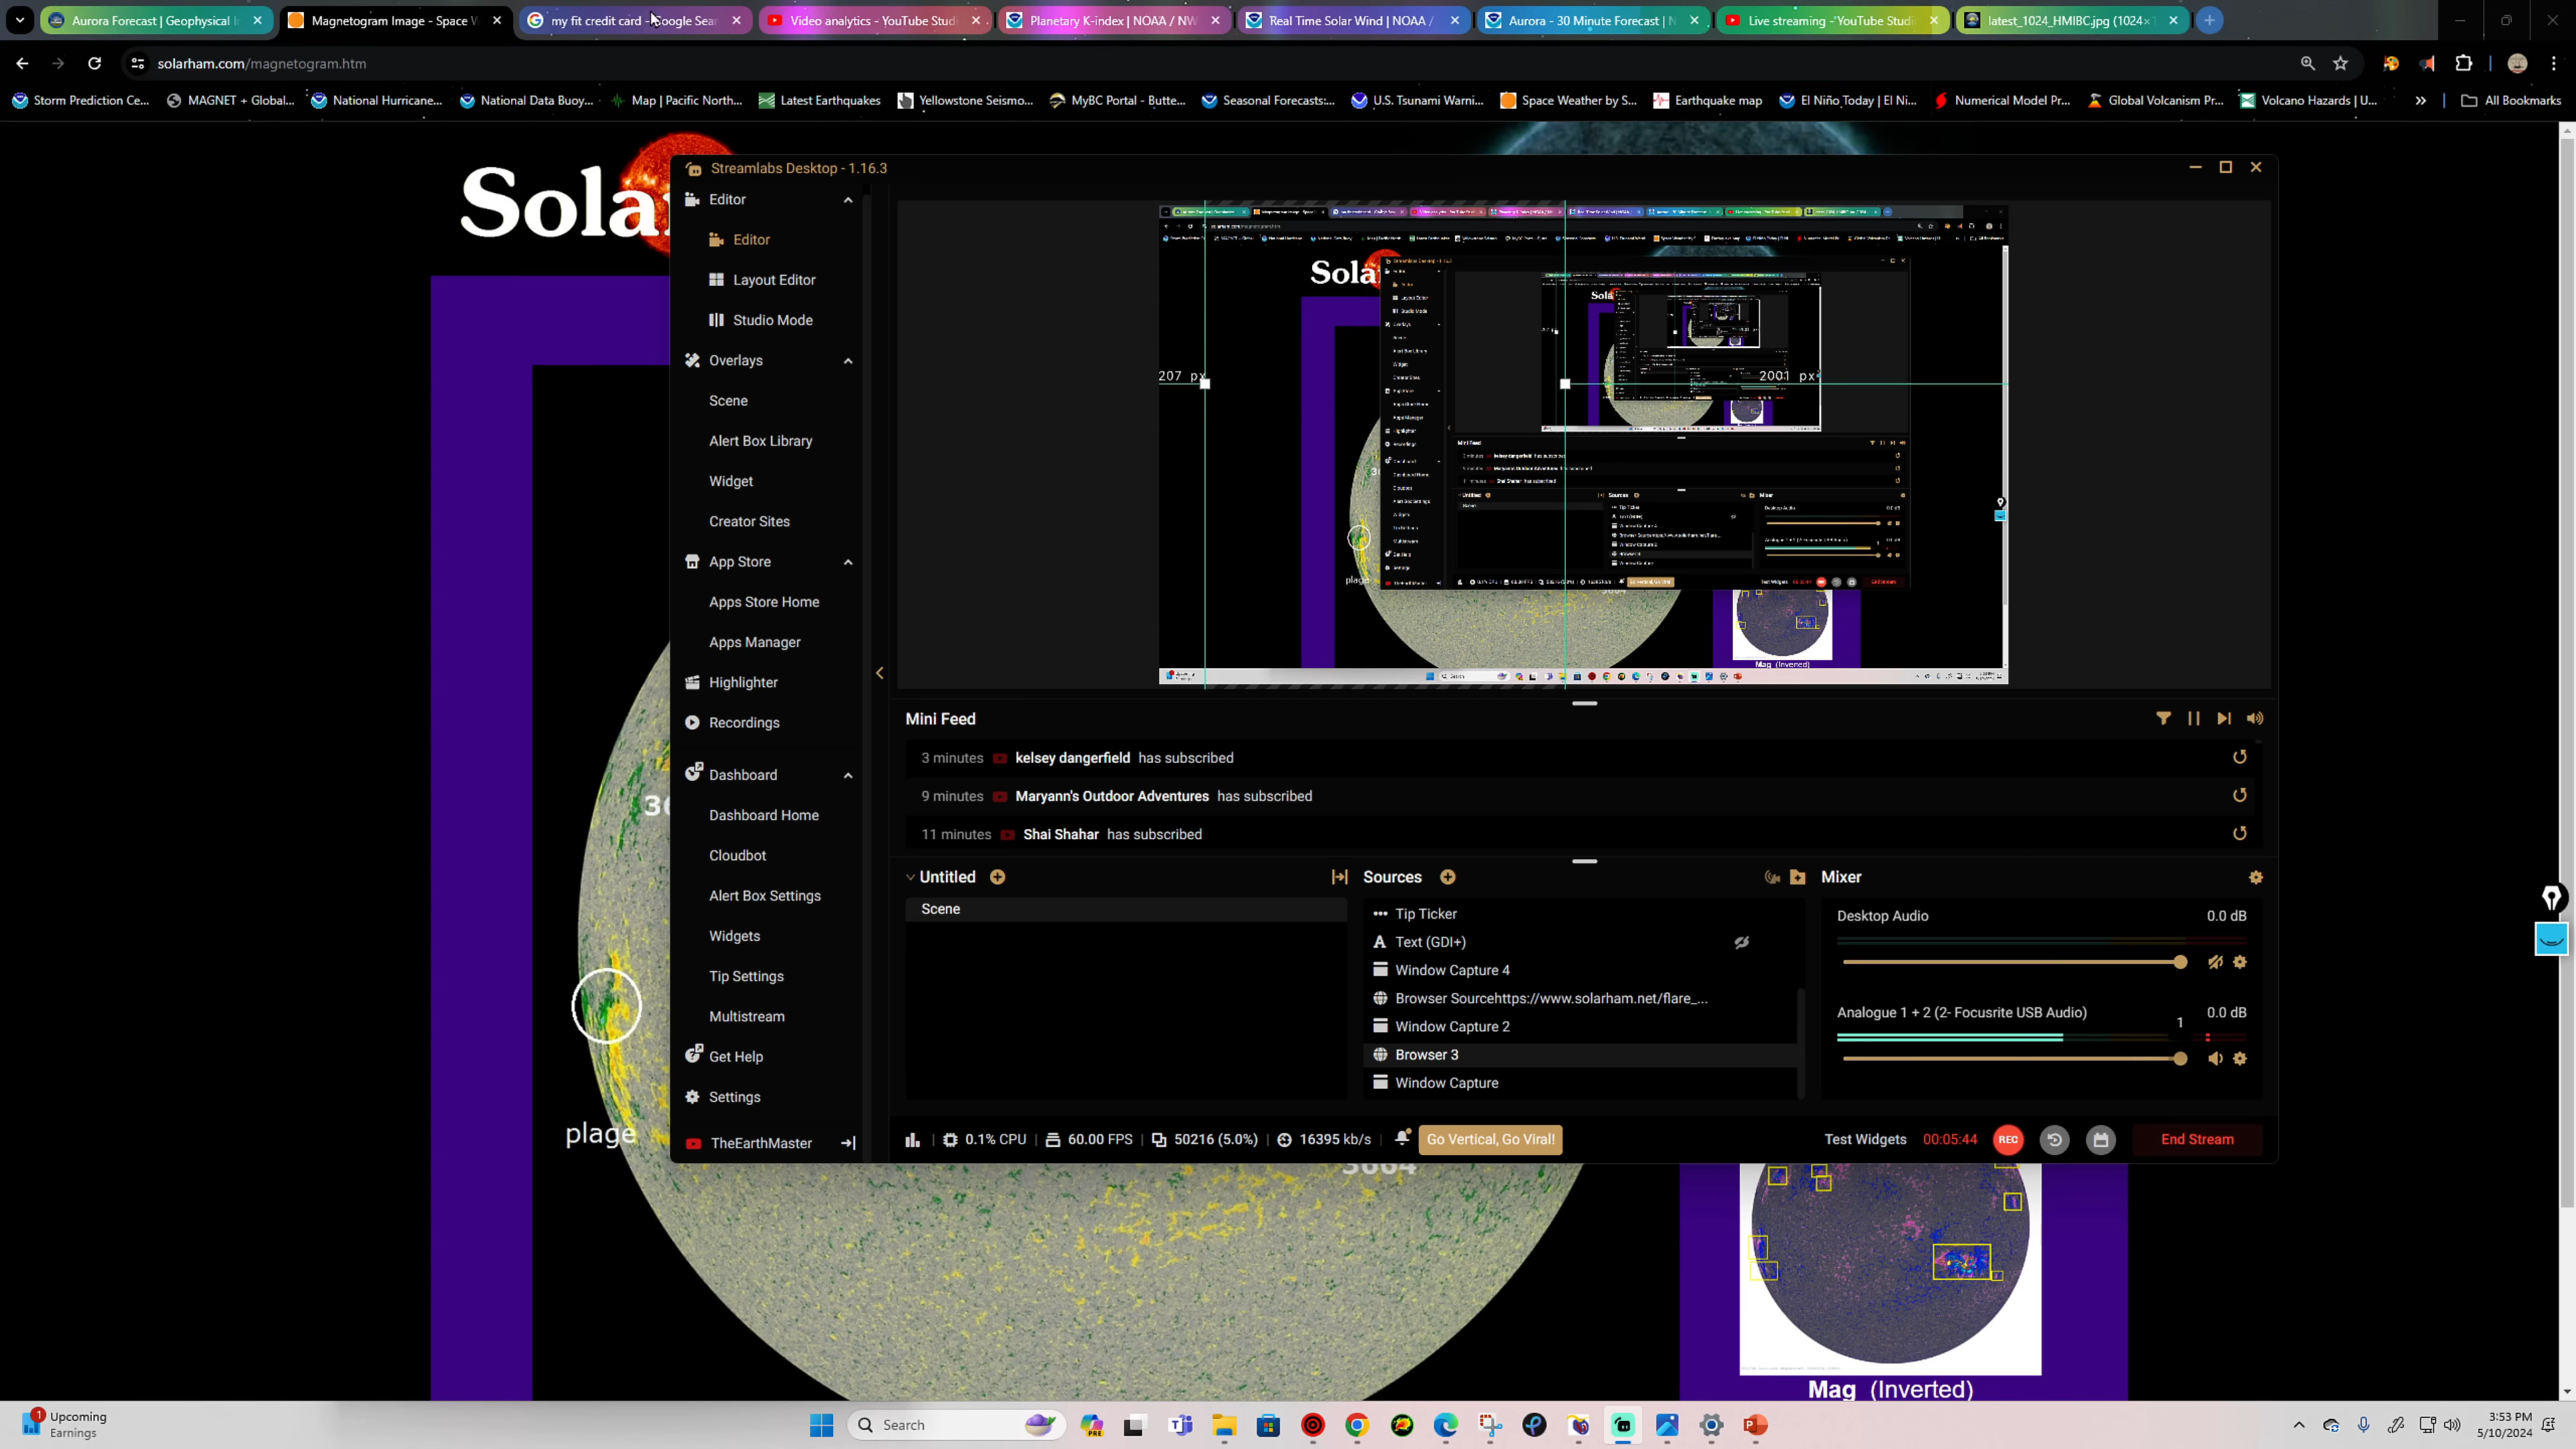 Aurora Forecast | Geophysical I
Magnetogram Image - Space W
my fit credit card - Google Sear
Video analytics - YouTube Studi
Planetary K-index | NOAA / NW
Real Time Solar Wind | NOAA /
Aurora - 30 Minute Forecast | N
Live streaming - YouTube Studi
latest_1024_HMIBC.jpg (1024×1
solarham.com/magnetogram.htm
Storm Prediction Ce...
MAGNET + Global...
National Hurricane...
National Data Buoy...
Map | Pacific North...
Latest Earthquakes
Yellowstone Seismo...
MyBC Portal - Butte...
Seasonal Forecasts:...
U.S. Tsunami Warni...
Space Weather by S...
Earthquake map
El Niño Today | El Ni...
Numerical Model Pr...
Global Volcanism Pr...
Volcano Hazards | U...
All Bookmarks
Sola
Streamlabs Desktop - 1.16.3
Editor
Editor
Layout Editor
Studio Mode
Overlays
Scene
Alert Box Library
Widget
Creator Sites
App Store
Apps Store Home
Apps Manager
Highlighter
Recordings
Dashboard
Dashboard Home
Cloudbot
Alert Box Settings
Widgets
Tip Settings
Multistream
Get Help
Settings
TheEarthMaster
207 px
2001 px
Sola
Mag (Inverted)
Mini Feed
3 minutes kelsey dangerfield has subscribed
9 minutes Maryann's Outdoor Adventures has subscribed
11 minutes Shai Shahar has subscribed
Untitled
Scene
Sources
Tip Ticker
Text (GDI+)
Window Capture 4
Browser Sourcehttps://www.solarham.net/flare_...
Window Capture 2
Browser 3
Window Capture
Mixer
Desktop Audio 0.0 dB
Analogue 1 + 2 (2- Focusrite USB Audio) 1 0.0 dB
0.1% CPU
60.00 FPS
50216 (5.0%)
16395 kb/s
Go Vertical, Go Viral!
Test Widgets
00:05:44
REC
End Stream
plage
3664
Mag (Inverted)
1
Upcoming
Earnings
Search
PRE
3:53 PM
5/10/2024